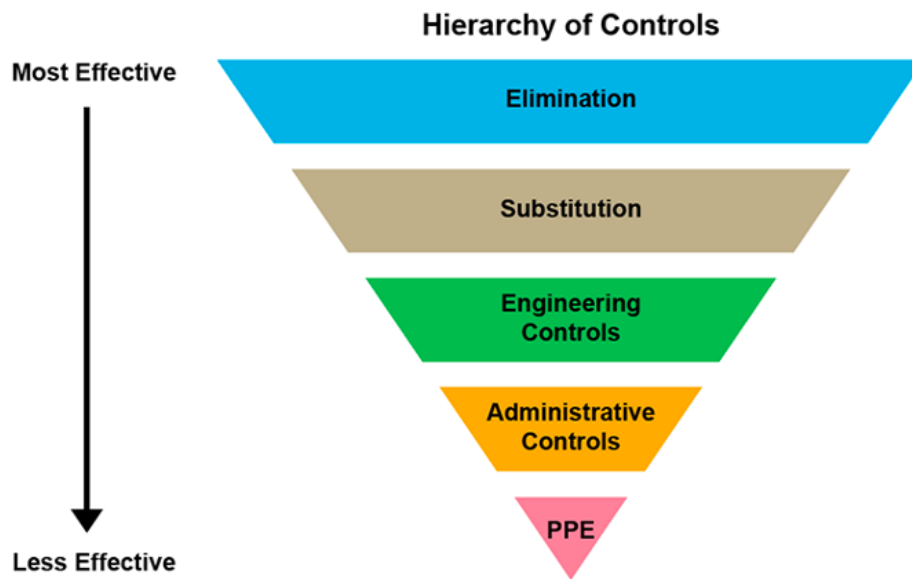 Hierarchy of Controls
Most Effective
Elimination
Substitution
Engineering
Controls
Administrative
Controls
PPE
Less Effective